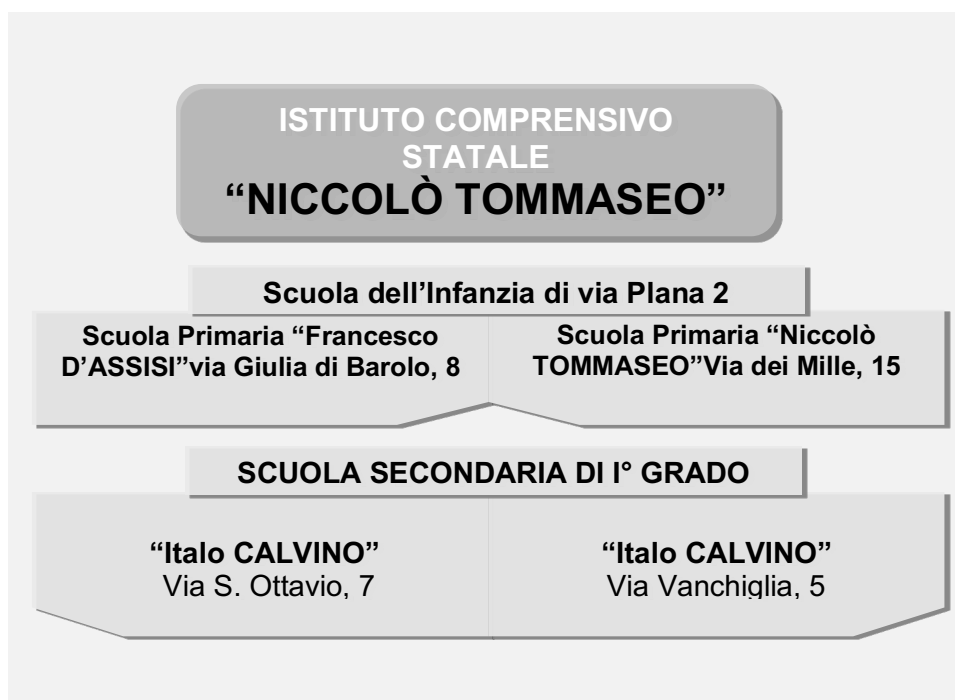 ISTITUTO COMPRENSIVO
STATALE
“NICCOLÒ TOMMASEO”
Scuola dell’Infanzia di via Plana 2
Scuola Primaria “Francesco
D’ASSISI”via Giulia di Barolo, 8
Scuola Primaria “Niccolò
TOMMASEO”Via dei Mille, 15
SCUOLA SECONDARIA DI I° GRADO
“Italo CALVINO”
Via S. Ottavio, 7
“Italo CALVINO”
Via Vanchiglia, 5